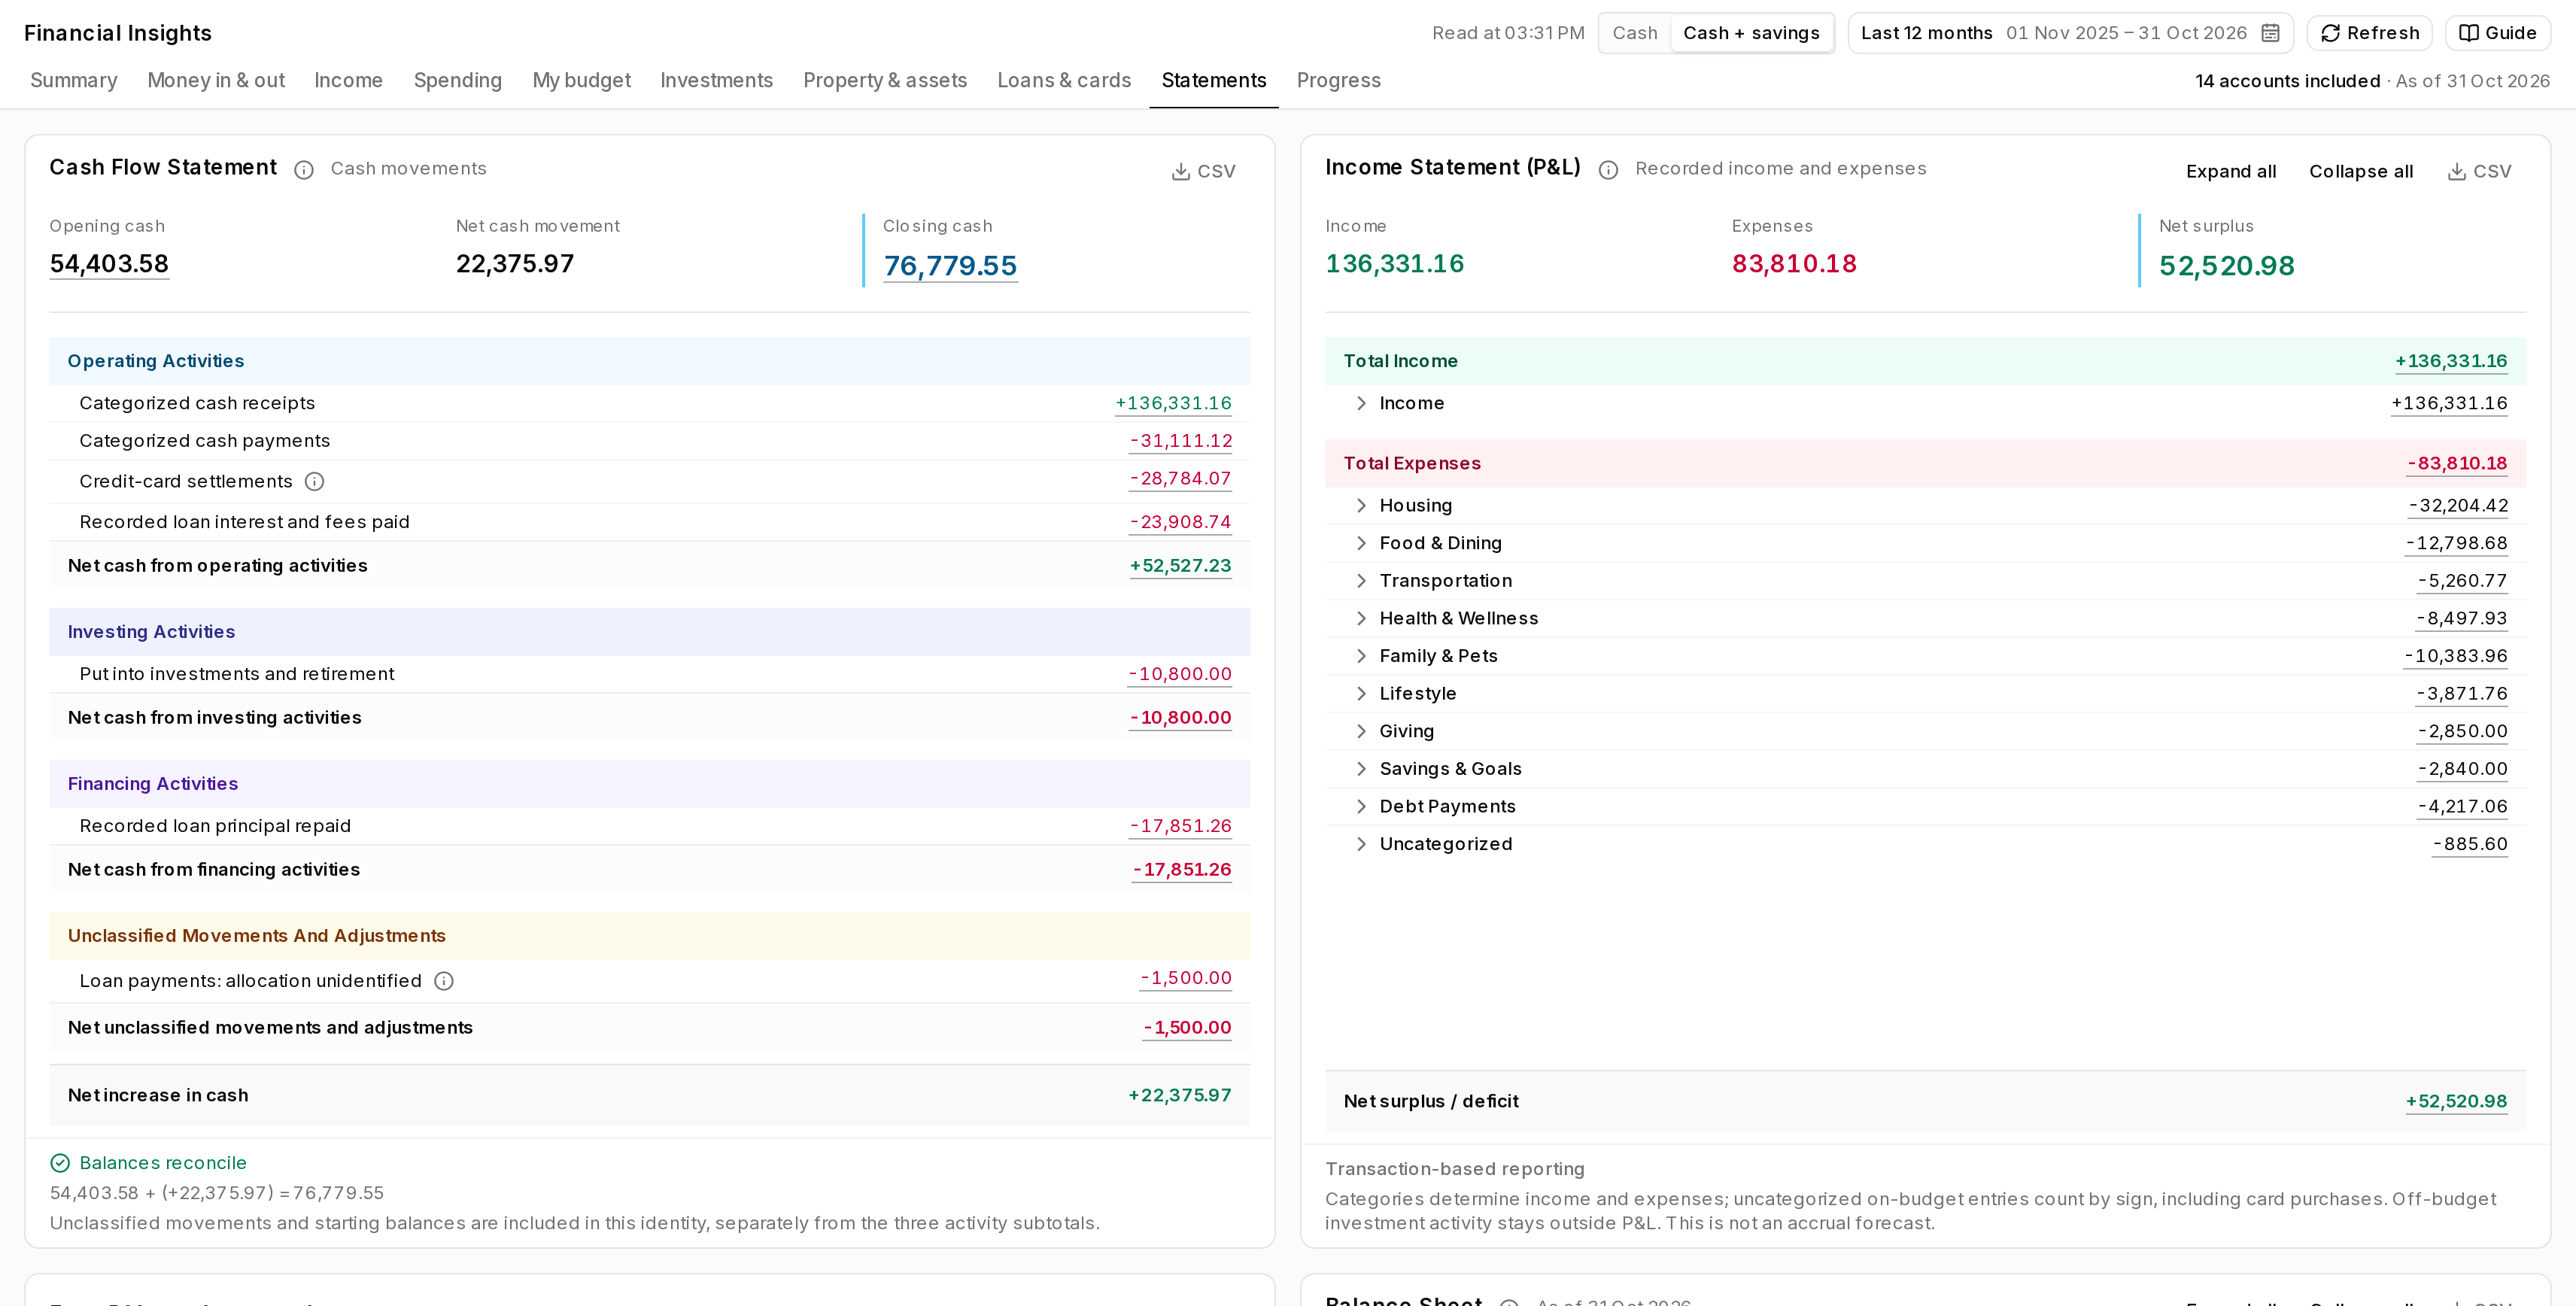 Financial Insights
Read at 03:31 PM
Cash
Cash + savings
Last 12 months 01 Nov 2025 – 31 Oct 2026
Refresh
Guide
Summary
Money in & out
Income
Spending
My budget
Investments
Property & assets
Loans & cards
Statements
Progress
14 accounts included · As of 31 Oct 2026
Cash Flow Statement
Cash movements
CSV
Opening cash
54,403.58
Net cash movement
22,375.97
Closing cash
76,779.55
Operating Activities
Categorized cash receipts +136,331.16
Categorized cash payments -31,111.12
Credit-card settlements -28,784.07
Recorded loan interest and fees paid -23,908.74
Net cash from operating activities +52,527.23
Investing Activities
Put into investments and retirement -10,800.00
Net cash from investing activities -10,800.00
Financing Activities
Recorded loan principal repaid -17,851.26
Net cash from financing activities -17,851.26
Unclassified Movements And Adjustments
Loan payments: allocation unidentified -1,500.00
Net unclassified movements and adjustments -1,500.00
Net increase in cash +22,375.97
Balances reconcile
54,403.58 + (+22,375.97) = 76,779.55
Unclassified movements and starting balances are included in this identity, separately from the three activity subtotals.
Income Statement (P&L)
Recorded income and expenses
Expand all
Collapse all
CSV
Income
136,331.16
Expenses
83,810.18
Net surplus
52,520.98
Total Income +136,331.16
Income +136,331.16
Total Expenses -83,810.18
Housing -32,204.42
Food & Dining -12,798.68
Transportation -5,260.77
Health & Wellness -8,497.93
Family & Pets -10,383.96
Lifestyle -3,871.76
Giving -2,850.00
Savings & Goals -2,840.00
Debt Payments -4,217.06
Uncategorized -885.60
Net surplus / deficit +52,520.98
Transaction-based reporting
Categories determine income and expenses; uncategorized on-budget entries count by sign, including card purchases. Off-budget
investment activity stays outside P&L. This is not an accrual forecast.
Balance Sheet
As of 31 Oct 2026